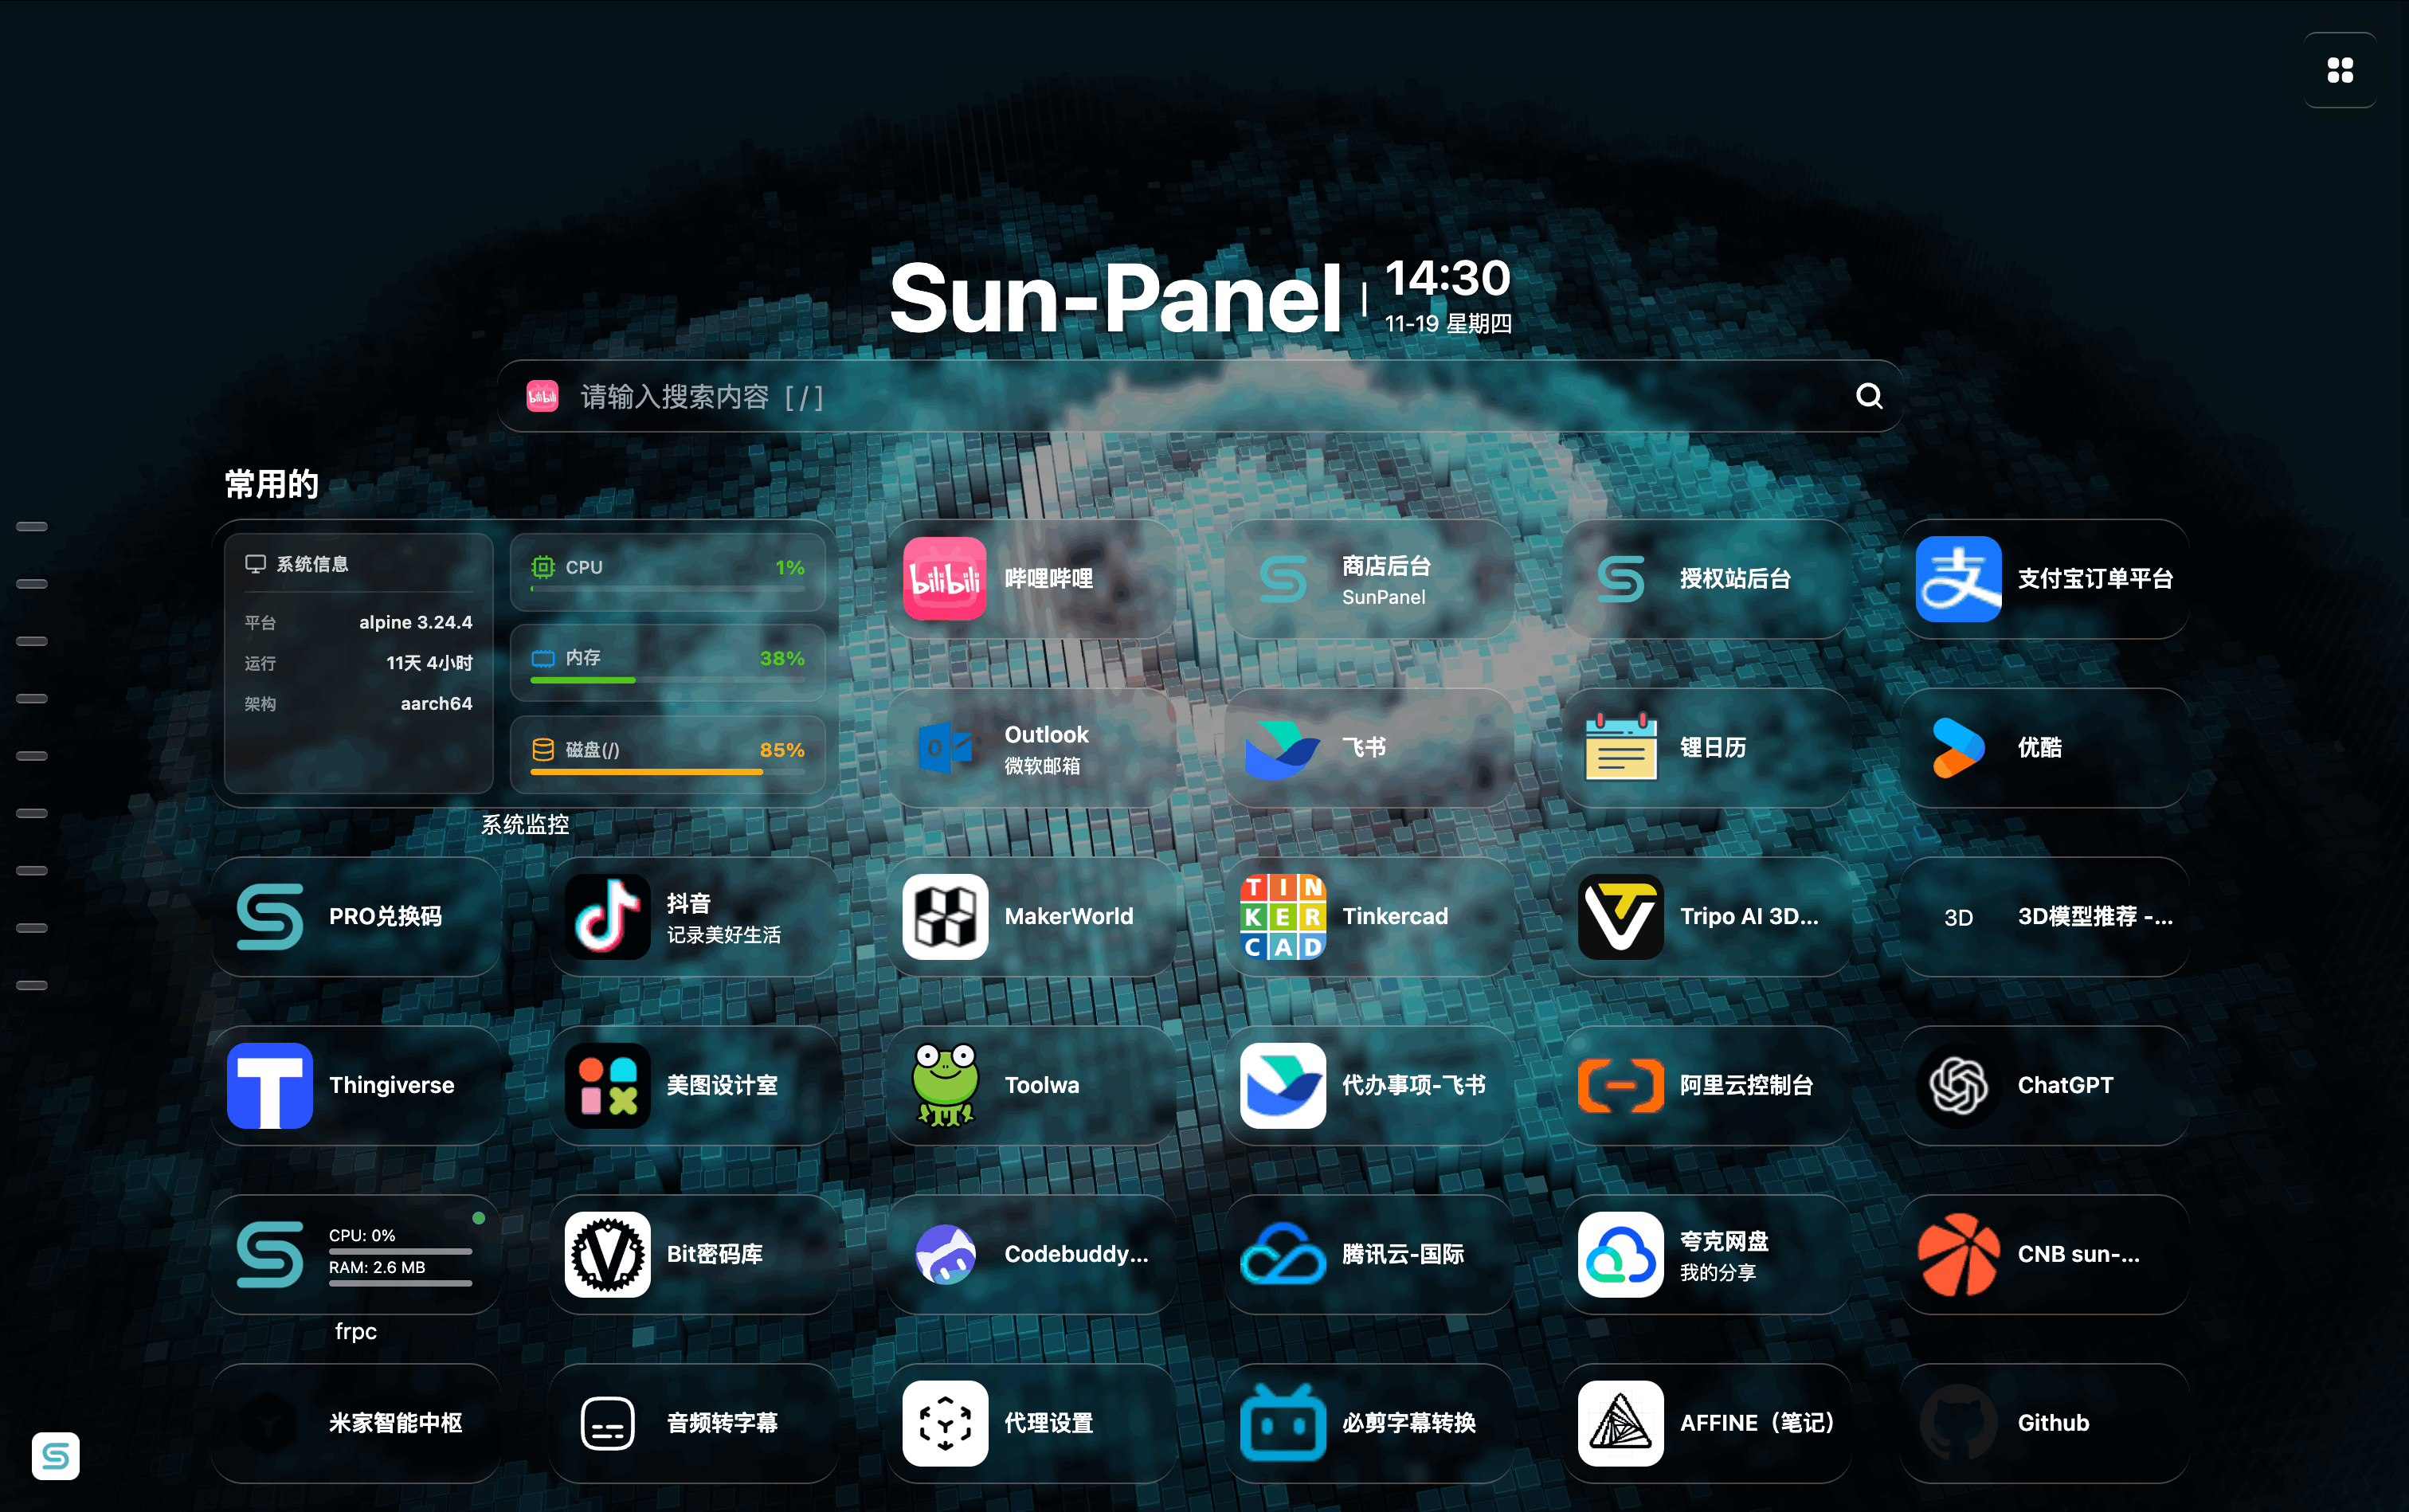 Sun-Panel
14:30
11-19 星期四
bilibili
请输入搜索内容 [ / ]
常用的
系统信息
平台 alpine 3.24.4
运行 11天 4小时
架构 aarch64
CPU 1%
内存 38%
磁盘(/) 85%
系统监控
bilibili
哔哩哔哩
商店后台
SunPanel
授权站后台
支
支付宝订单平台
Outlook
微软邮箱
飞书
锂日历
优酷
PRO兑换码
抖音
记录美好生活
MakerWorld
TIN
KER
CAD
Tinkercad
Tripo AI 3D...
3D
3D模型推荐 -...
T
Thingiverse
美图设计室
Toolwa
代办事项-飞书
阿里云控制台
ChatGPT
CPU: 0%
RAM: 2.6 MB
frpc
Bit密码库
Codebuddy...
腾讯云-国际
夸克网盘
我的分享
CNB sun-...
米家智能中枢
音频转字幕
代理设置
必剪字幕转换
AFFINE（笔记）
Github